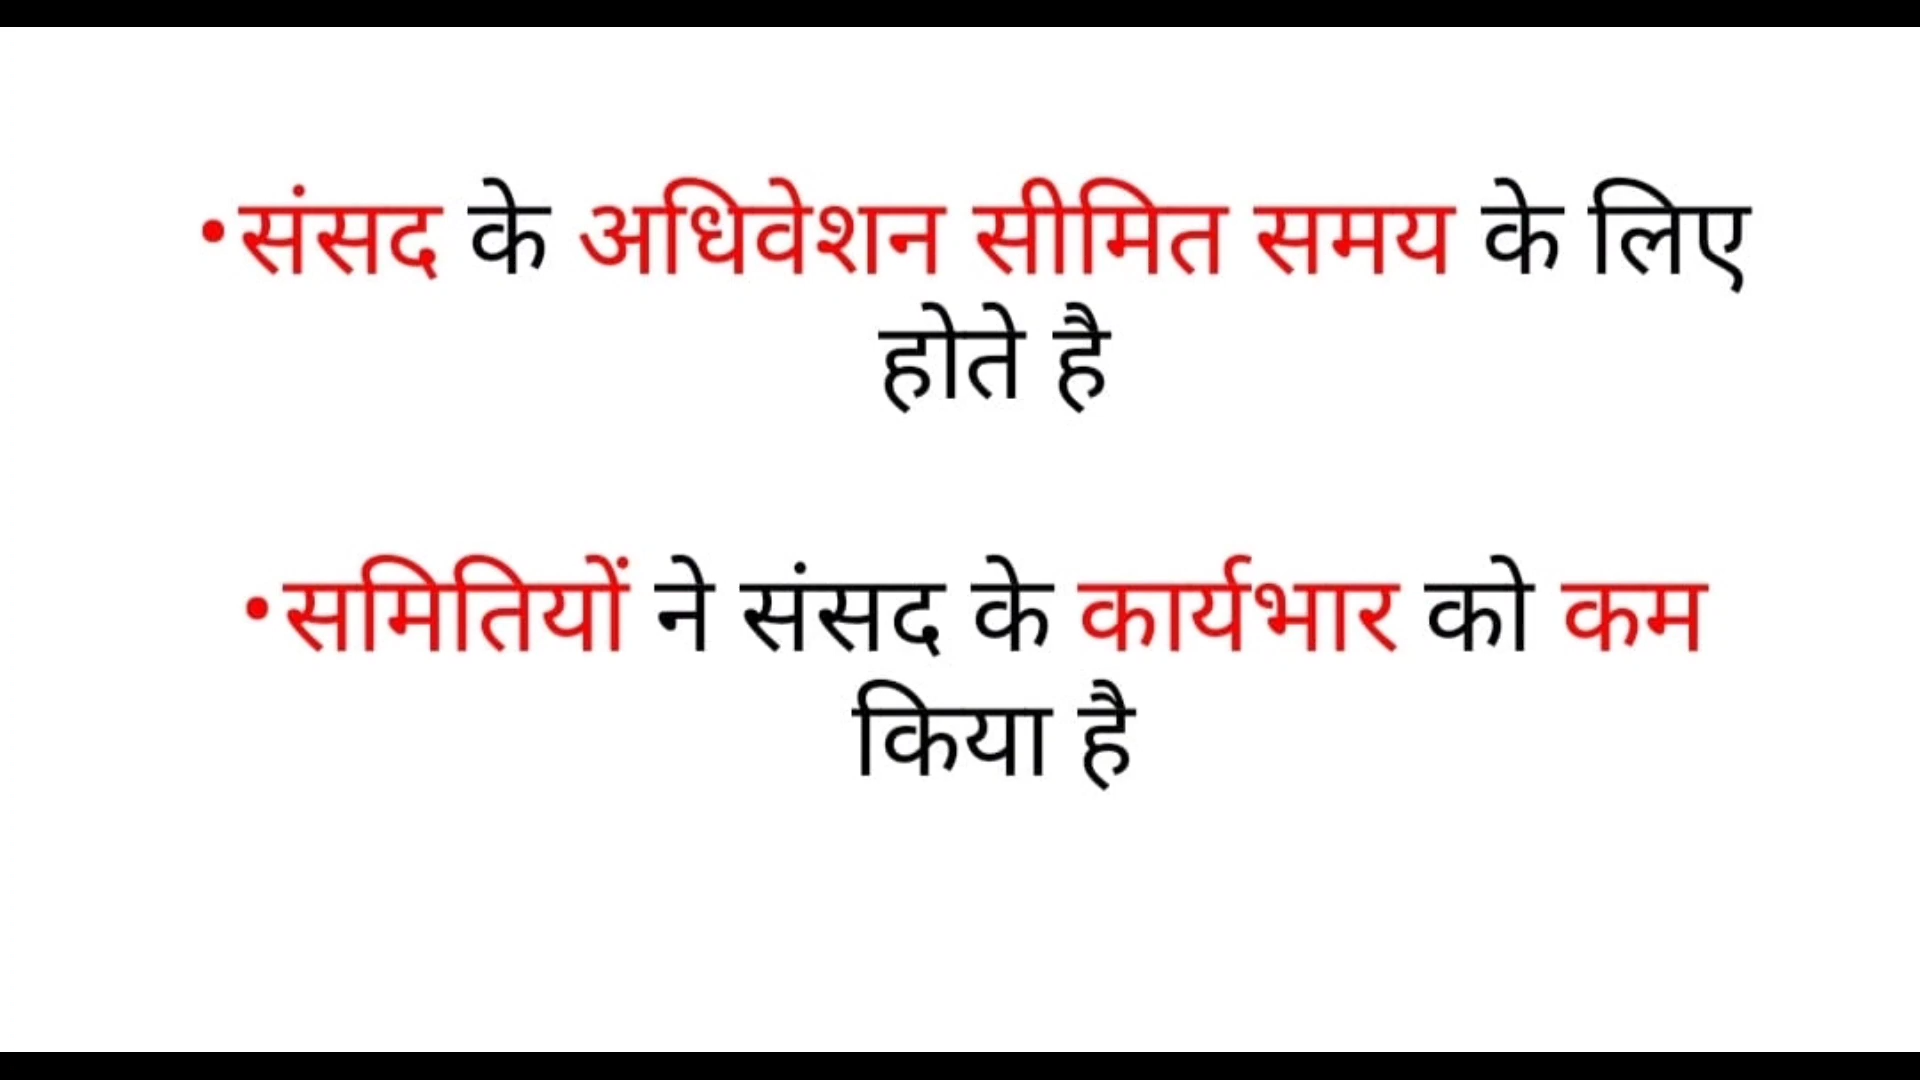 •संसद के अधिवेशन सीमित समय के लिए
होते है
•समितियों ने संसद के कार्यभार को कम
किया है